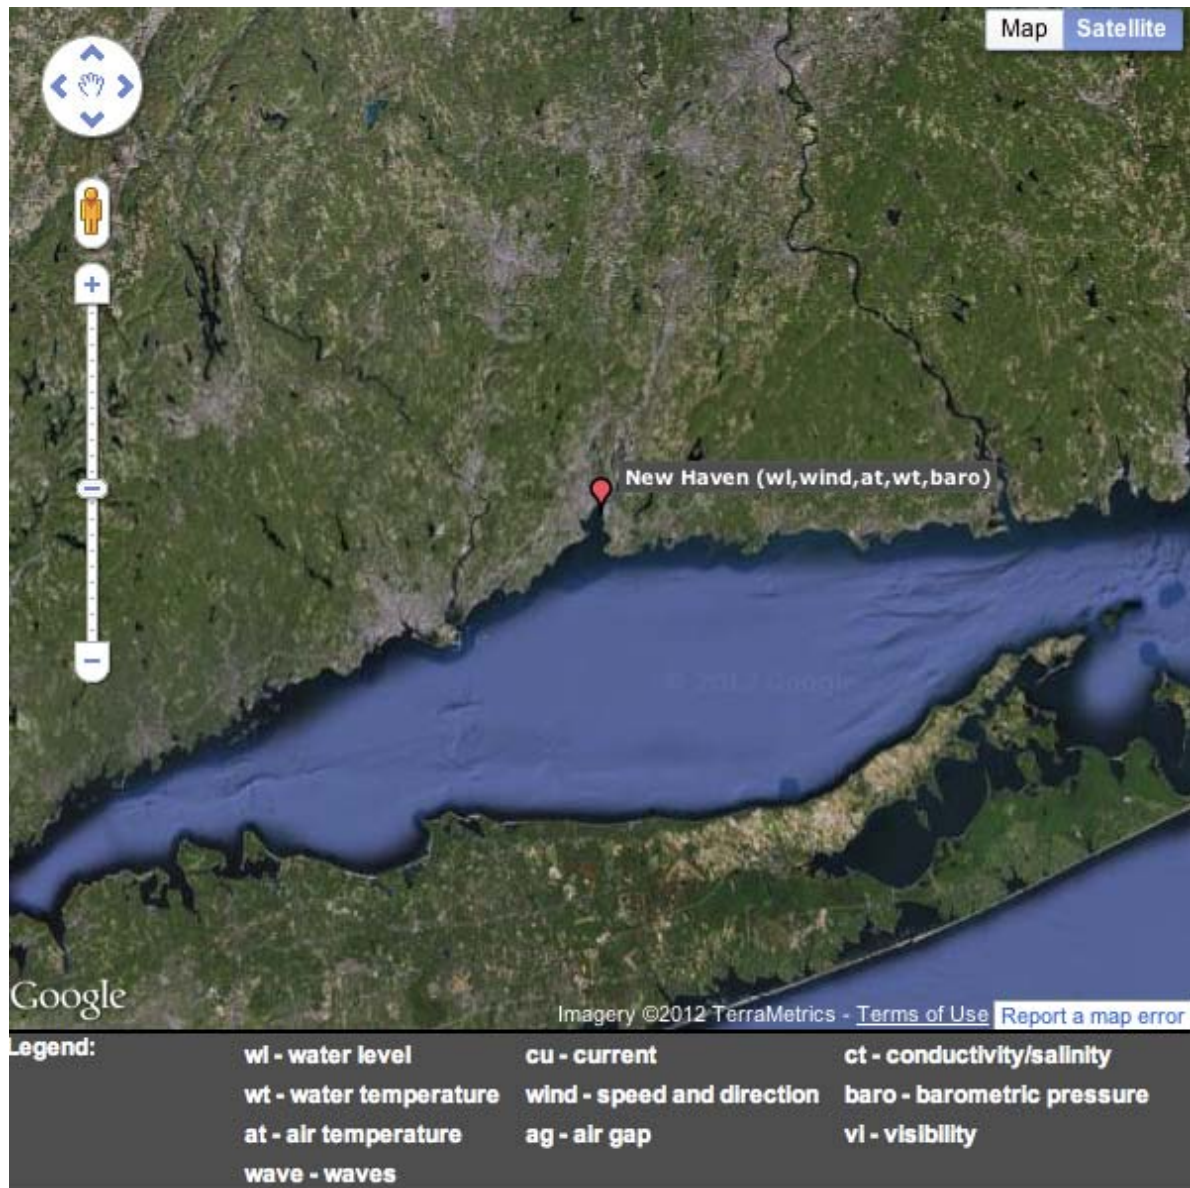 Map Satellite
New Haven (wl,wind,at,wt,baro)
© 2012 Google
Google
Imagery ©2012 TerraMetrics - Terms of Use Report a map error
Legend:
wl - water level cu - current ct - conductivity/salinity
wt - water temperature wind - speed and direction baro - barometric pressure
at - air temperature ag - air gap vi - visibility
wave - waves